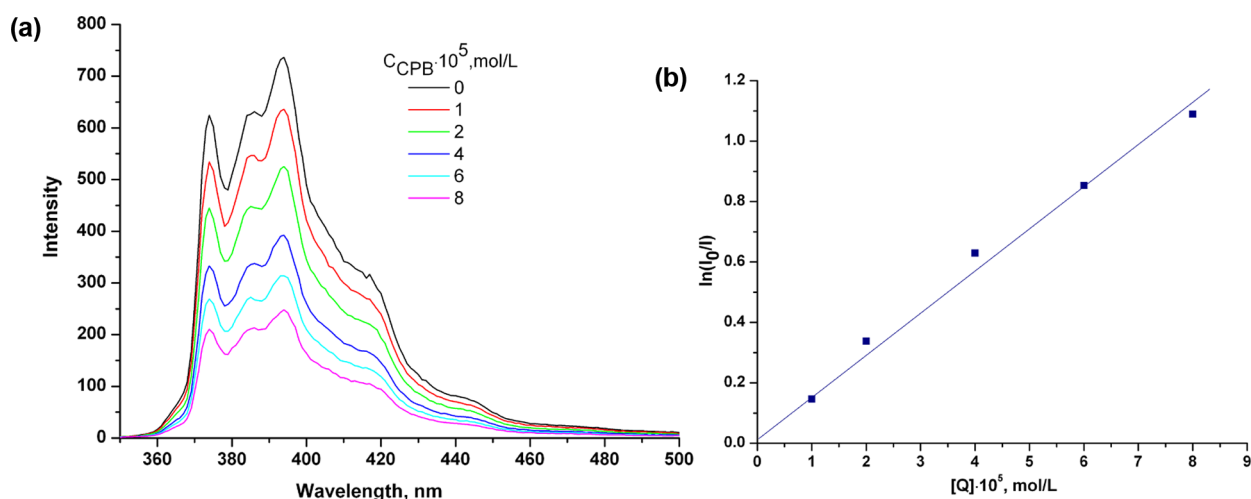 (a)
800
700
600
500
400
300
200
100
0
Intensity
360 380 400 420 440 460 480 500
Wavelength, nm
C_CPB·10^5,mol/L
0
1
2
4
6
8
(b)
1.2
1.0
0.8
0.6
0.4
0.2
0.0
ln(I_0/I)
0 1 2 3 4 5 6 7 8 9
[Q]·10^5, mol/L